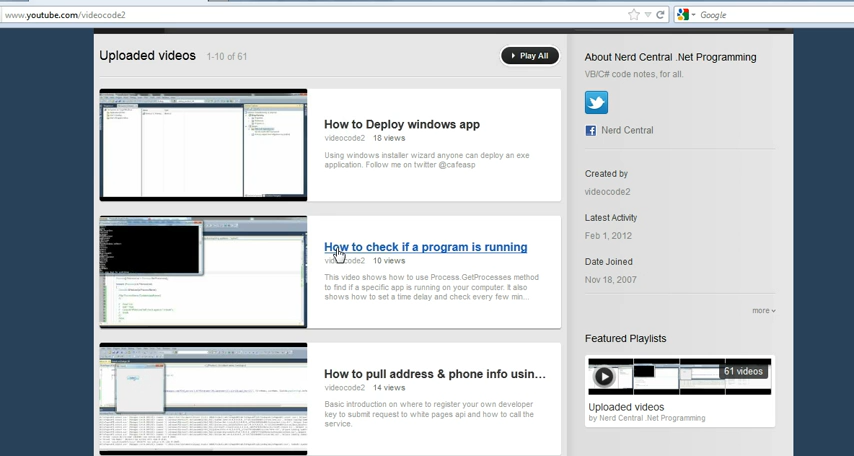 www.youtube.com/videocode2
Google
Uploaded videos 1-10 of 61
Play All
How to Deploy windows app
videocode2 18 views
Using windows installer wizard anyone can deploy an exe
application. Follow me on twitter @cafeasp
How to check if a program is running
videocode2 10 views
This video shows how to use Process.GetProcesses method
to find if a specific app is running on your computer. It also
shows how to set a time delay and check every few min...
How to pull address & phone info usin...
videocode2 14 views
Basic introduction on where to register your own developer
key to submit request to white pages api and how to call the
service.
About Nerd Central .Net Programming
VB/C# code notes, for all.
Nerd Central
Created by
videocode2
Latest Activity
Feb 1, 2012
Date Joined
Nov 18, 2007
more
Featured Playlists
61 videos
Uploaded videos
by Nerd Central .Net Programming